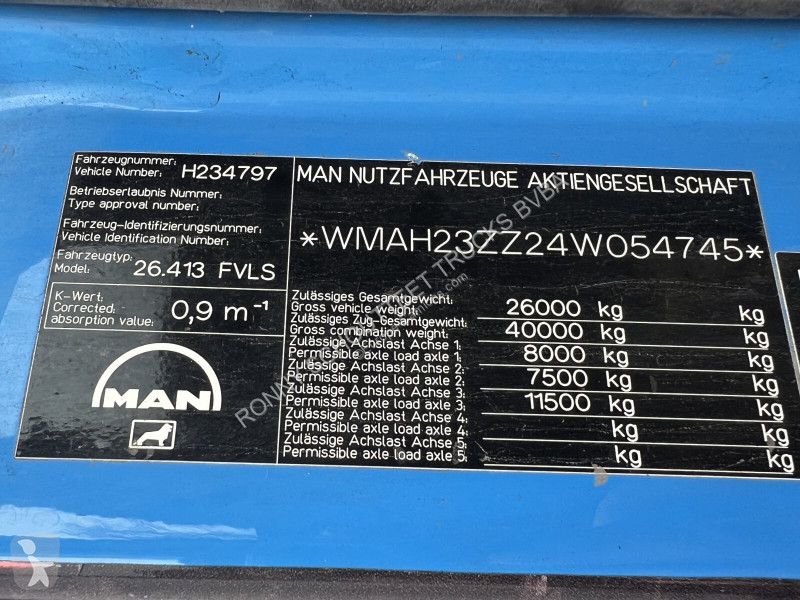 Fahrzeugnummer:
Vehicle Number: H234797
Betriebserlaubnis Nummer:
Type approval number:
Fahrzeug-Identifizierungsnummer:
Vehicle Identification Number:
Fahrzeugtyp:
Model: 26.413 FVLS
K-Wert:
Corrected absorption value: 0,9 m⁻¹
MAN
MAN NUTZFAHRZEUGE AKTIENGESELLSCHAFT
*WMAH23ZZ24W054745*
Zulässiges Gesamtgewicht:
Gross vehicle weight: 26000 kg kg
Zulässiges Zug-Gesamtgewicht:
Gross combination weight: 40000 kg kg
Zulässige Achslast Achse 1:
Permissible axle load axle 1: 8000 kg kg
Zulässige Achslast Achse 2:
Permissible axle load axle 2: 7500 kg kg
Zulässige Achslast Achse 3:
Permissible axle load axle 3: 11500 kg kg
Zulässige Achslast Achse 4:
Permissible axle load axle 4: kg kg
Zulässige Achslast Achse 5:
Permissible axle load axle 5: kg kg
TRUCKS BVBA